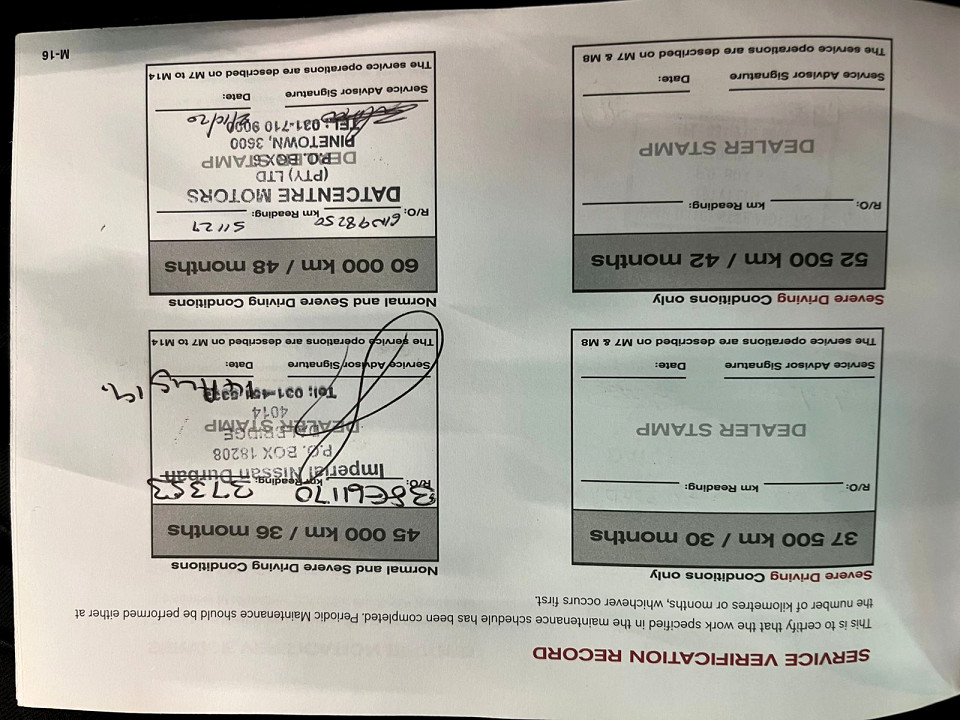 SERVICE VERIFICATION RECORD
This is to certify that the work specified in the maintenance schedule has been completed. Periodic Maintenance should be performed either at
the number of kilometres or months, whichever occurs first.
Severe Driving Conditions only
37 500 km / 30 months
R/O: km Reading:
DEALER STAMP
Service Advisor Signature Date:
The service operations are described on M7 & M8
Normal and Severe Driving Conditions
45 000 km / 36 months
R/O: km Reading: 37353
Imperial Nissan Durban
P.O. BOX 18208
DALBRIDGE
DEALER STAMP
4014
Tel: 031-
Service Advisor Signature Date:
The service operations are described on M7 to M14
Severe Driving Conditions only
52 500 km / 42 months
R/O: km Reading:
DEALER STAMP
Service Advisor Signature Date:
The service operations are described on M7 & M8
Normal and Severe Driving Conditions
60 000 km / 48 months
R/O: km Reading: 51127
DATCENTRE MOTORS
(PTY) LTD
P.O. BOX 6
DEALER STAMP
PINETOWN, 3600
TEL: 031-710 9000
Service Advisor Signature Date:
The service operations are described on M7 to M14
M-16